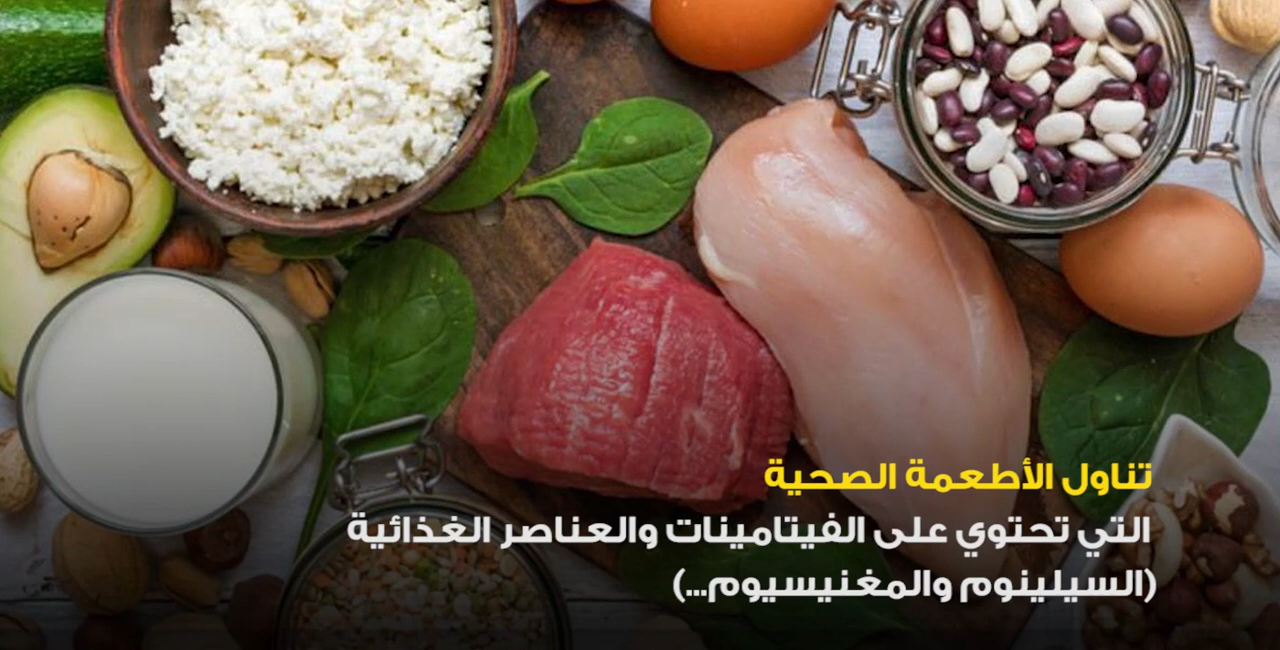 تناول الأطعمة الصحية
التي تحتوي على الفيتامينات والعناصر الغذائية
(السيلينوم والمغنيسيوم...)